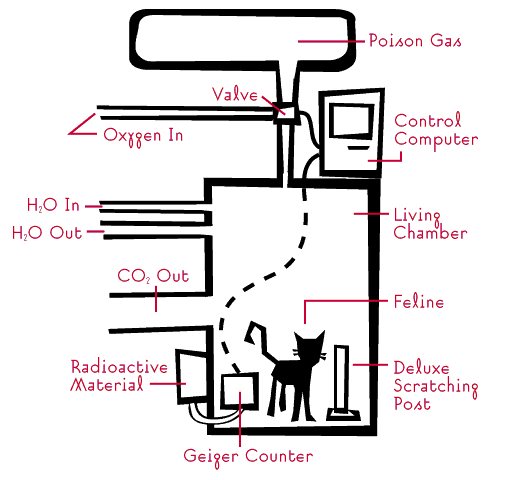 Poison Gas
Valve
Oxygen In
Control
Computer
H₂O In
H₂O Out
Living
Chamber
CO₂ Out
Feline
Radioactive
Material
Deluxe
Scratching
Post
Geiger Counter